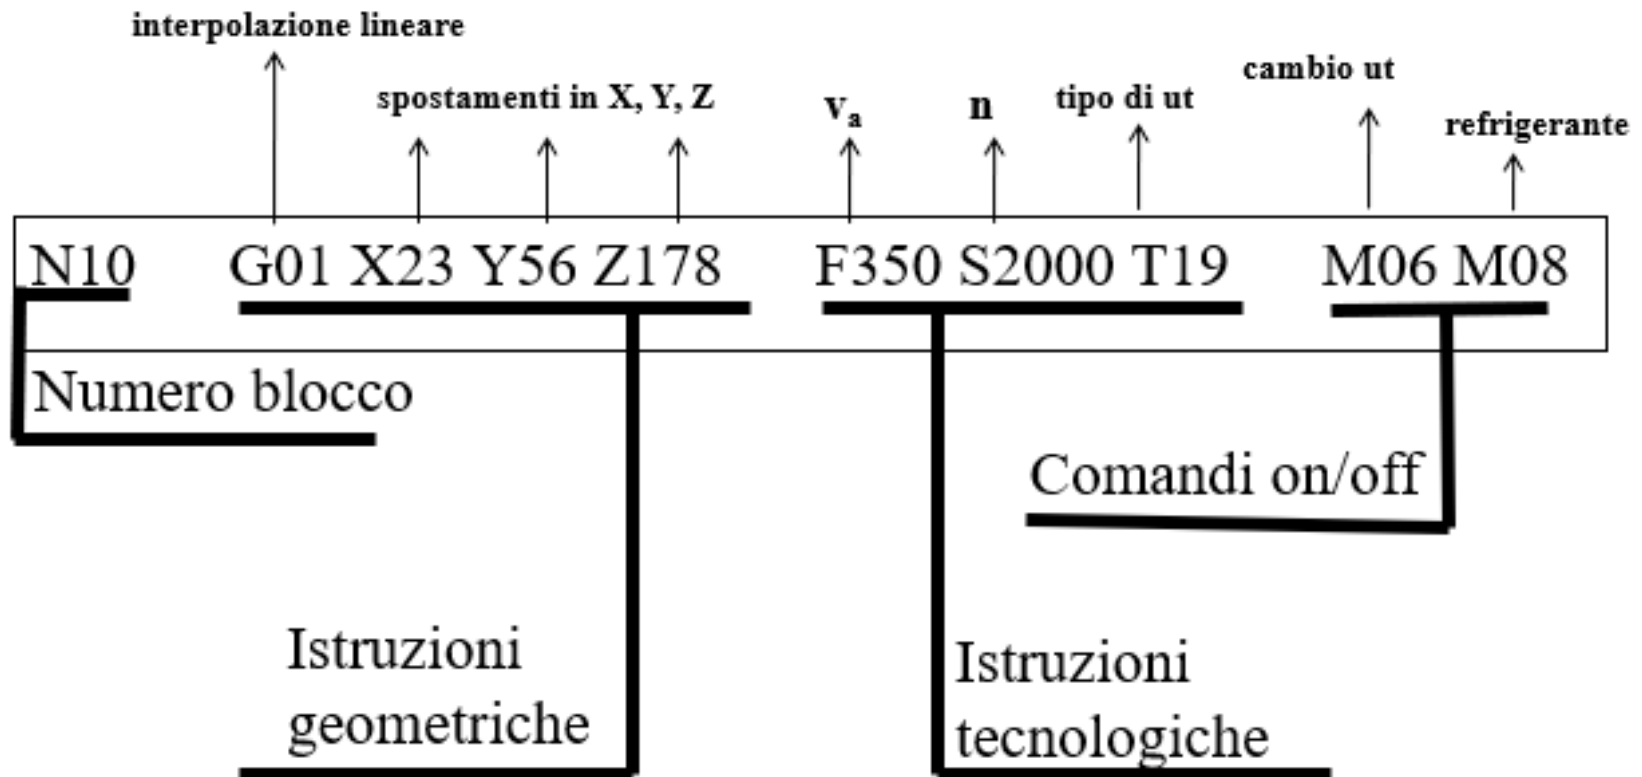 interpolazione lineare
spostamenti in X, Y, Z
va
n
tipo di ut
cambio ut
refrigerante
N10 G01 X23 Y56 Z178 F350 S2000 T19 M06 M08
Numero blocco
Comandi on/off
Istruzioni
geometriche
Istruzioni
tecnologiche